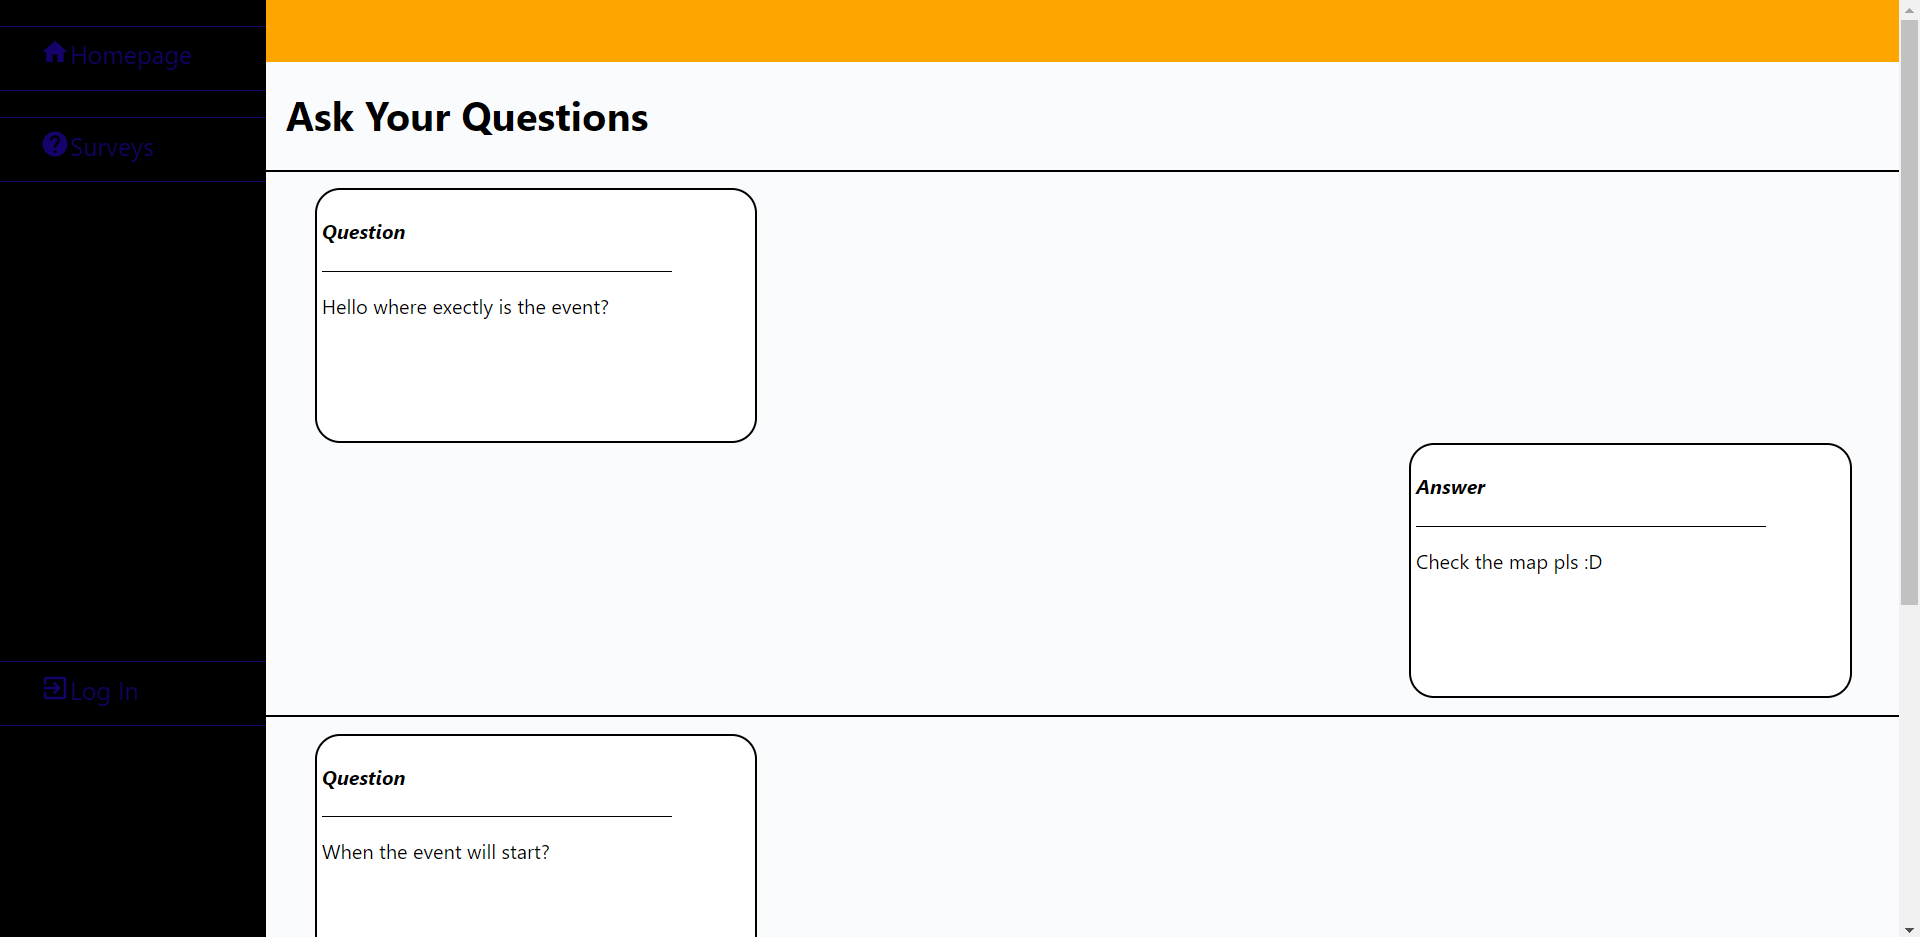 Homepage
Surveys
Log In
Ask Your Questions
Question
Hello where exectly is the event?
Answer
Check the map pls :D
Question
When the event will start?